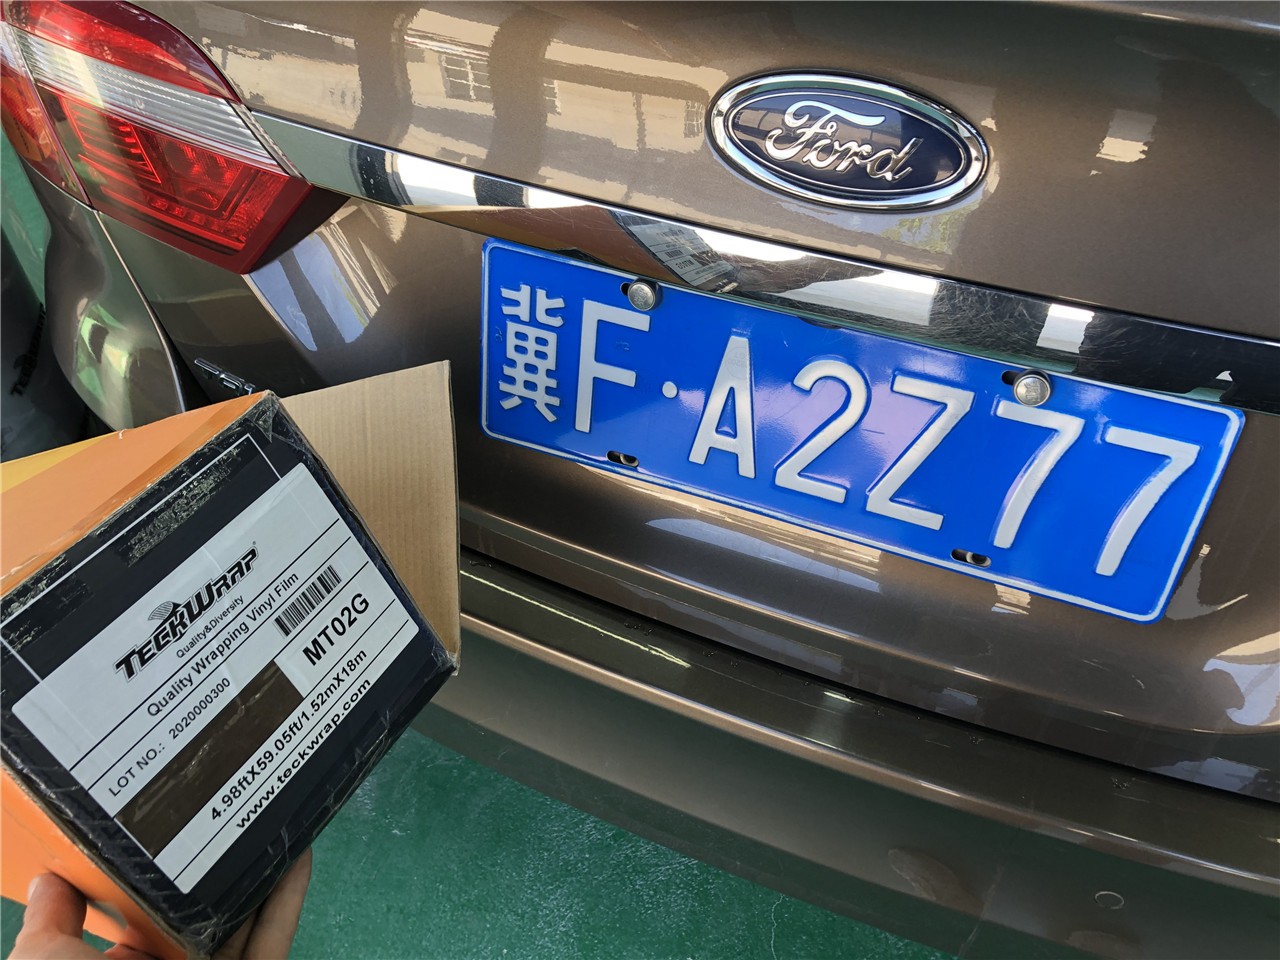 Ford
冀F·A2Z77
TECKWRAP
Quality&Diversity
Quality Wrapping Vinyl Film
MT02G
LOT NO.: 2020000300
4.98ftX59.05ft/1.52mX18m
www.teckwrap.com